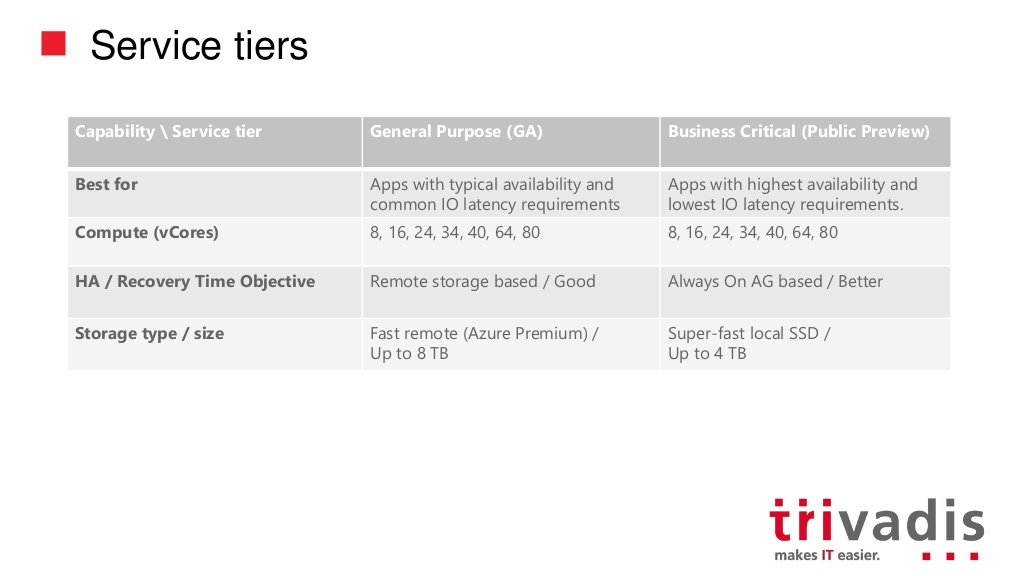 Service tiers
Capability \ Service tier
General Purpose (GA)
Business Critical (Public Preview)
Best for
Apps with typical availability and
common IO latency requirements
Apps with highest availability and
lowest IO latency requirements.
Compute (vCores)
8, 16, 24, 34, 40, 64, 80
8, 16, 24, 34, 40, 64, 80
HA / Recovery Time Objective
Remote storage based / Good
Always On AG based / Better
Storage type / size
Fast remote (Azure Premium) /
Up to 8 TB
Super-fast local SSD /
Up to 4 TB
trivadis
makes IT easier.